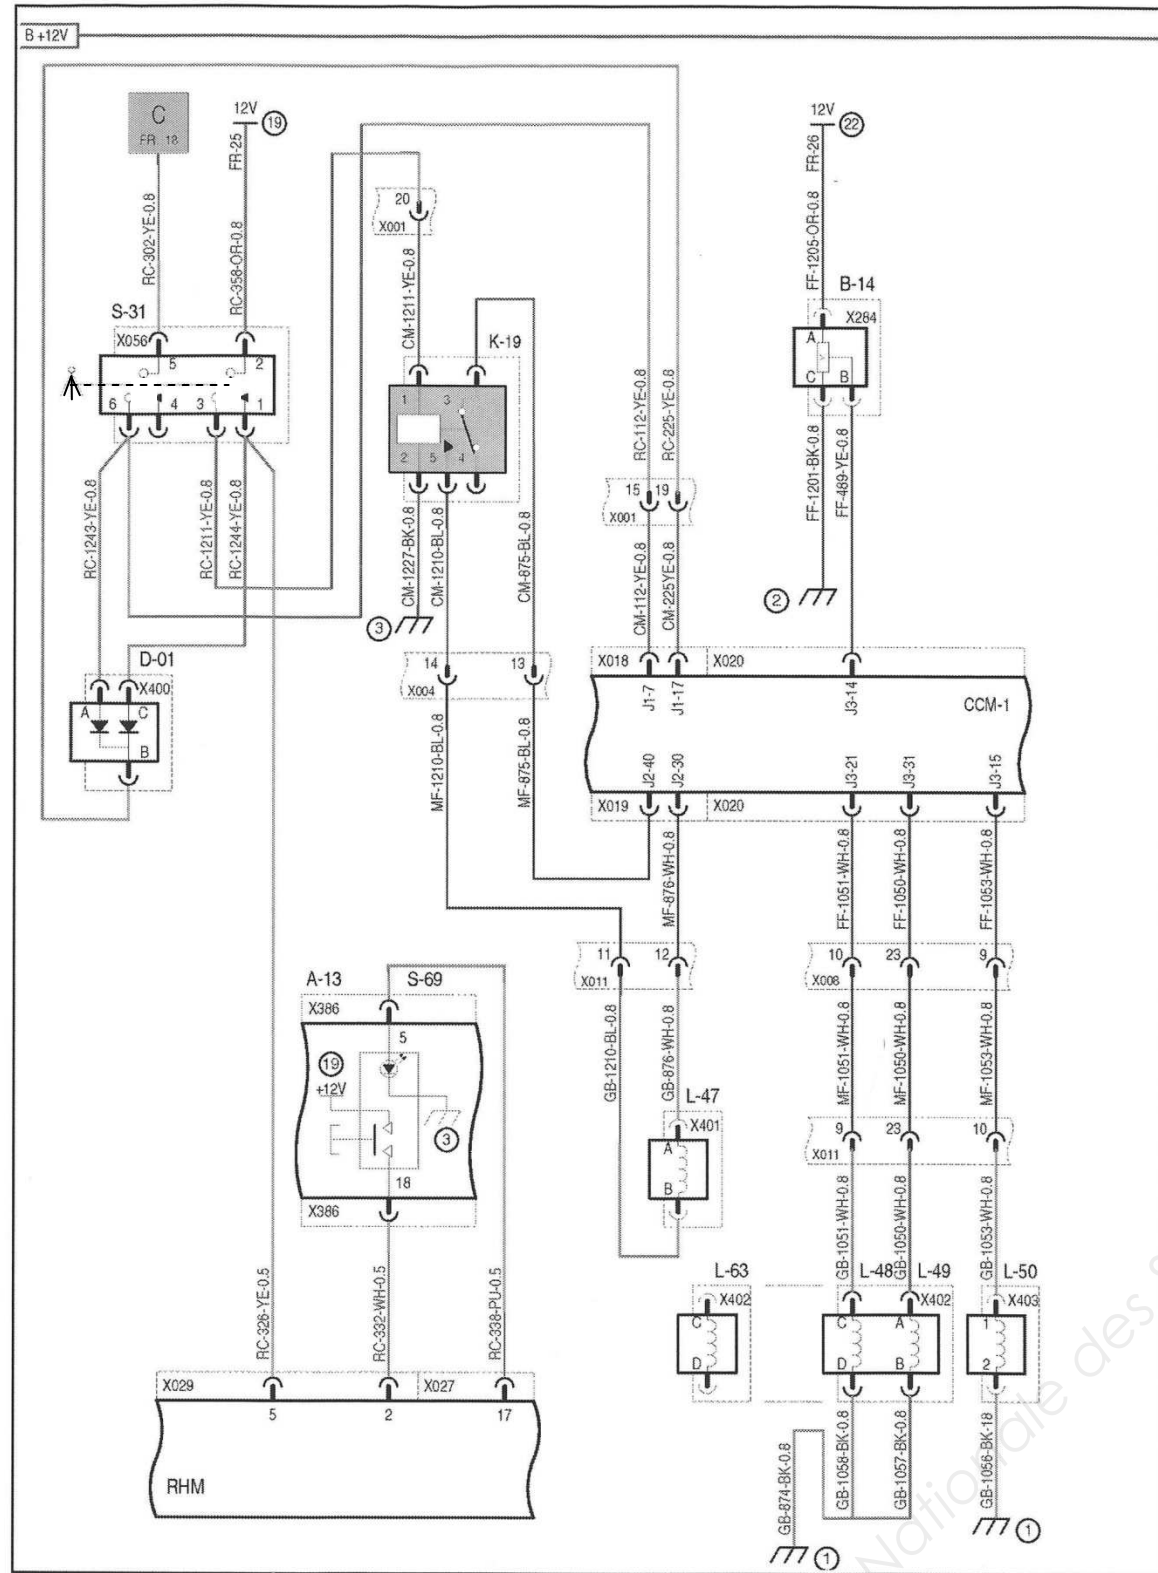 B +12V
C
FR 18
12V
19
FR-25
RC-302-YE-0.8
RC-358-OR-0.8
20
X001
CM-1211-YE-0.8
12V
22
FR-26
FF-1205-OR-0.8
S-31
X056
5
2
6
4
3
1
K-19
1
3
2
5
4
B-14
X284
A
C
B
RC-112-YE-0.8
RC-225-YE-0.8
15
19
X001
RC-1243-YE-0.8
RC-1211-YE-0.8
RC-1244-YE-0.8
CM-1227-BK-0.8
CM-1210-BL-0.8
CM-875-BL-0.8
3
CM-112-YE-0.8
CM-225YE-0.8
FF-1201-BK-0.8
FF-489-YE-0.8
2
D-01
X400
A
C
B
14
13
X004
MF-1210-BL-0.8
MF-875-BL-0.8
X018
X020
J1-7
J1-17
J3-14
CCM-1
J2-40
J2-30
J3-21
J3-31
J3-15
X019
X020
MF-876-WH-0.8
FF-1051-WH-0.8
FF-1050-WH-0.8
FF-1053-WH-0.8
11
12
X011
10
23
9
X008
A-13
S-69
X386
5
19
+12V
3
18
X386
GB-1210-BL-0.8
GB-876-WH-0.8
MF-1051-WH-0.8
MF-1050-WH-0.8
MF-1053-WH-0.8
L-47
X401
A
B
9
23
10
X011
GB-1051-WH-0.8
GB-1050-WH-0.8
GB-1053-WH-0.8
L-63
X402
C
D
L-48
L-49
X402
C
A
D
B
L-50
X403
1
2
RC-326-YE-0.5
RC-332-WH-0.5
RC-338-PU-0.5
X029
X027
5
2
17
RHM
GB-874-BK-0.8
GB-1058-BK-0.8
GB-1057-BK-0.8
GB-1056-BK-18
1
1
Nationale des